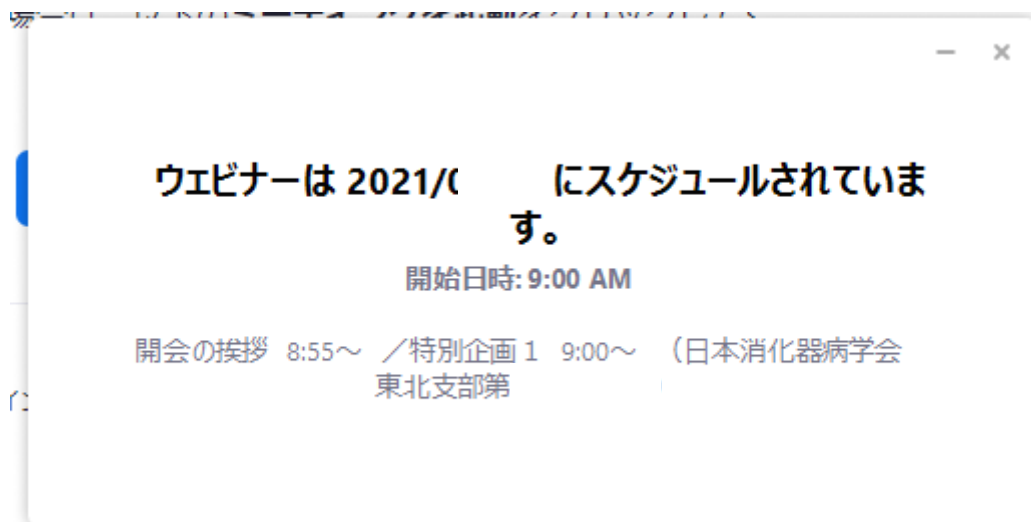 ウェビナーは 2021/0 にスケジュールされていま
す。
開始日時: 9:00 AM
開会の挨拶 8:55~ /特別企画1 9:00~ (日本消化器病学会
東北支部第